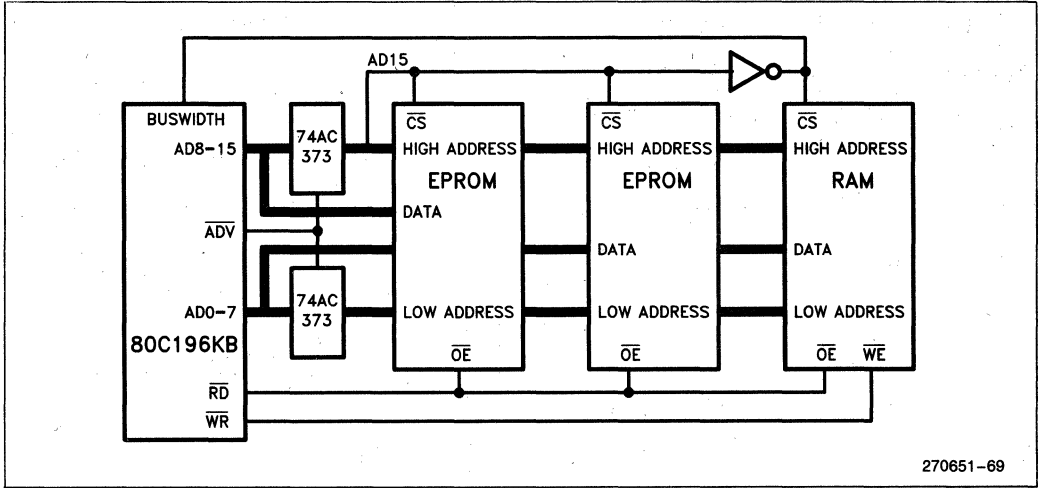 AD15
BUSWIDTH
AD8-15
ADV
AD0-7
80C196KB
RD
WR
74AC
373
74AC
373
CS
HIGH ADDRESS
EPROM
DATA
LOW ADDRESS
OE
CS
HIGH ADDRESS
EPROM
DATA
LOW ADDRESS
OE
CS
HIGH ADDRESS
RAM
DATA
LOW ADDRESS
OE WE
270651-69